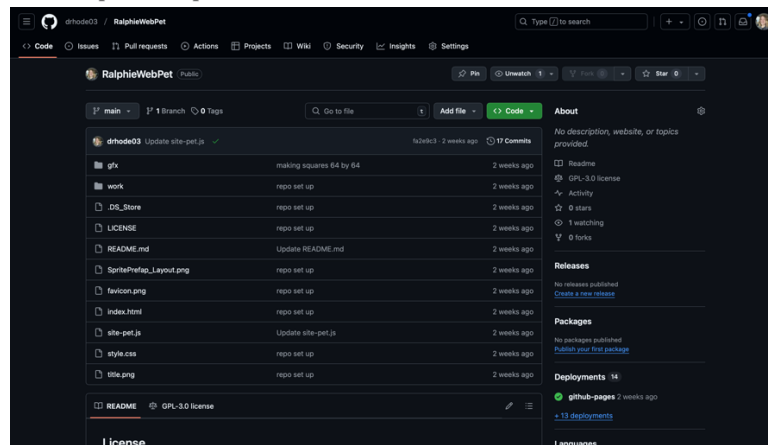 drhode03 / RalphieWebPet
Type / to search
Code Issues Pull requests Actions Projects Wiki Security Insights Settings
RalphieWebPet Public
Pin Unwatch 1 Fork Star 0
main 1 Branch 0 Tags Go to file t Add file Code
drhode03 Update site-pet.js fa2e9c3 · 2 weeks ago 17 Commits
gfx making squares 64 by 64 2 weeks ago
work repo set up 2 weeks ago
.DS_Store repo set up 2 weeks ago
LICENSE repo set up 2 weeks ago
README.md Update README.md 2 weeks ago
SpritePrefap_Layout.png repo set up 2 weeks ago
favicon.png repo set up 2 weeks ago
index.html repo set up 2 weeks ago
site-pet.js Update site-pet.js 2 weeks ago
style.css repo set up 2 weeks ago
title.png repo set up 2 weeks ago
README GPL-3.0 license
License
About
No description, website, or topics
provided.
Readme
GPL-3.0 license
Activity
0 stars
1 watching
0 forks
Releases
No releases published
Create a new release
Packages
No packages published
Publish your first package
Deployments 14
github-pages 2 weeks ago
+ 13 deployments
Languages